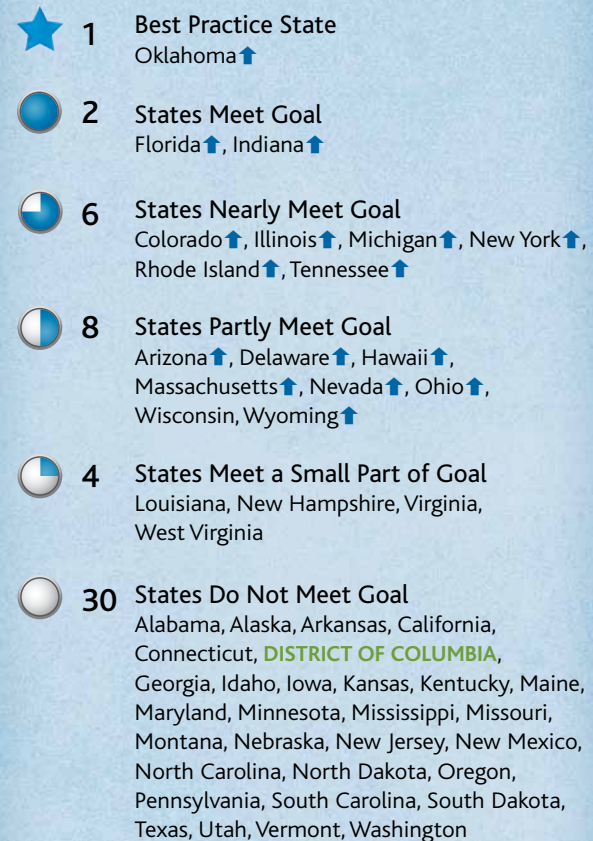 1 Best Practice State
Oklahoma⬆
2 States Meet Goal
Florida⬆, Indiana⬆
6 States Nearly Meet Goal
Colorado⬆, Illinois⬆, Michigan⬆, New York⬆,
Rhode Island⬆, Tennessee⬆
8 States Partly Meet Goal
Arizona⬆, Delaware⬆, Hawaii⬆,
Massachusetts⬆, Nevada⬆, Ohio⬆,
Wisconsin, Wyoming⬆
4 States Meet a Small Part of Goal
Louisiana, New Hampshire, Virginia,
West Virginia
30 States Do Not Meet Goal
Alabama, Alaska, Arkansas, California,
Connecticut, DISTRICT OF COLUMBIA,
Georgia, Idaho, Iowa, Kansas, Kentucky, Maine,
Maryland, Minnesota, Mississippi, Missouri,
Montana, Nebraska, New Jersey, New Mexico,
North Carolina, North Dakota, Oregon,
Pennsylvania, South Carolina, South Dakota,
Texas, Utah, Vermont, Washington